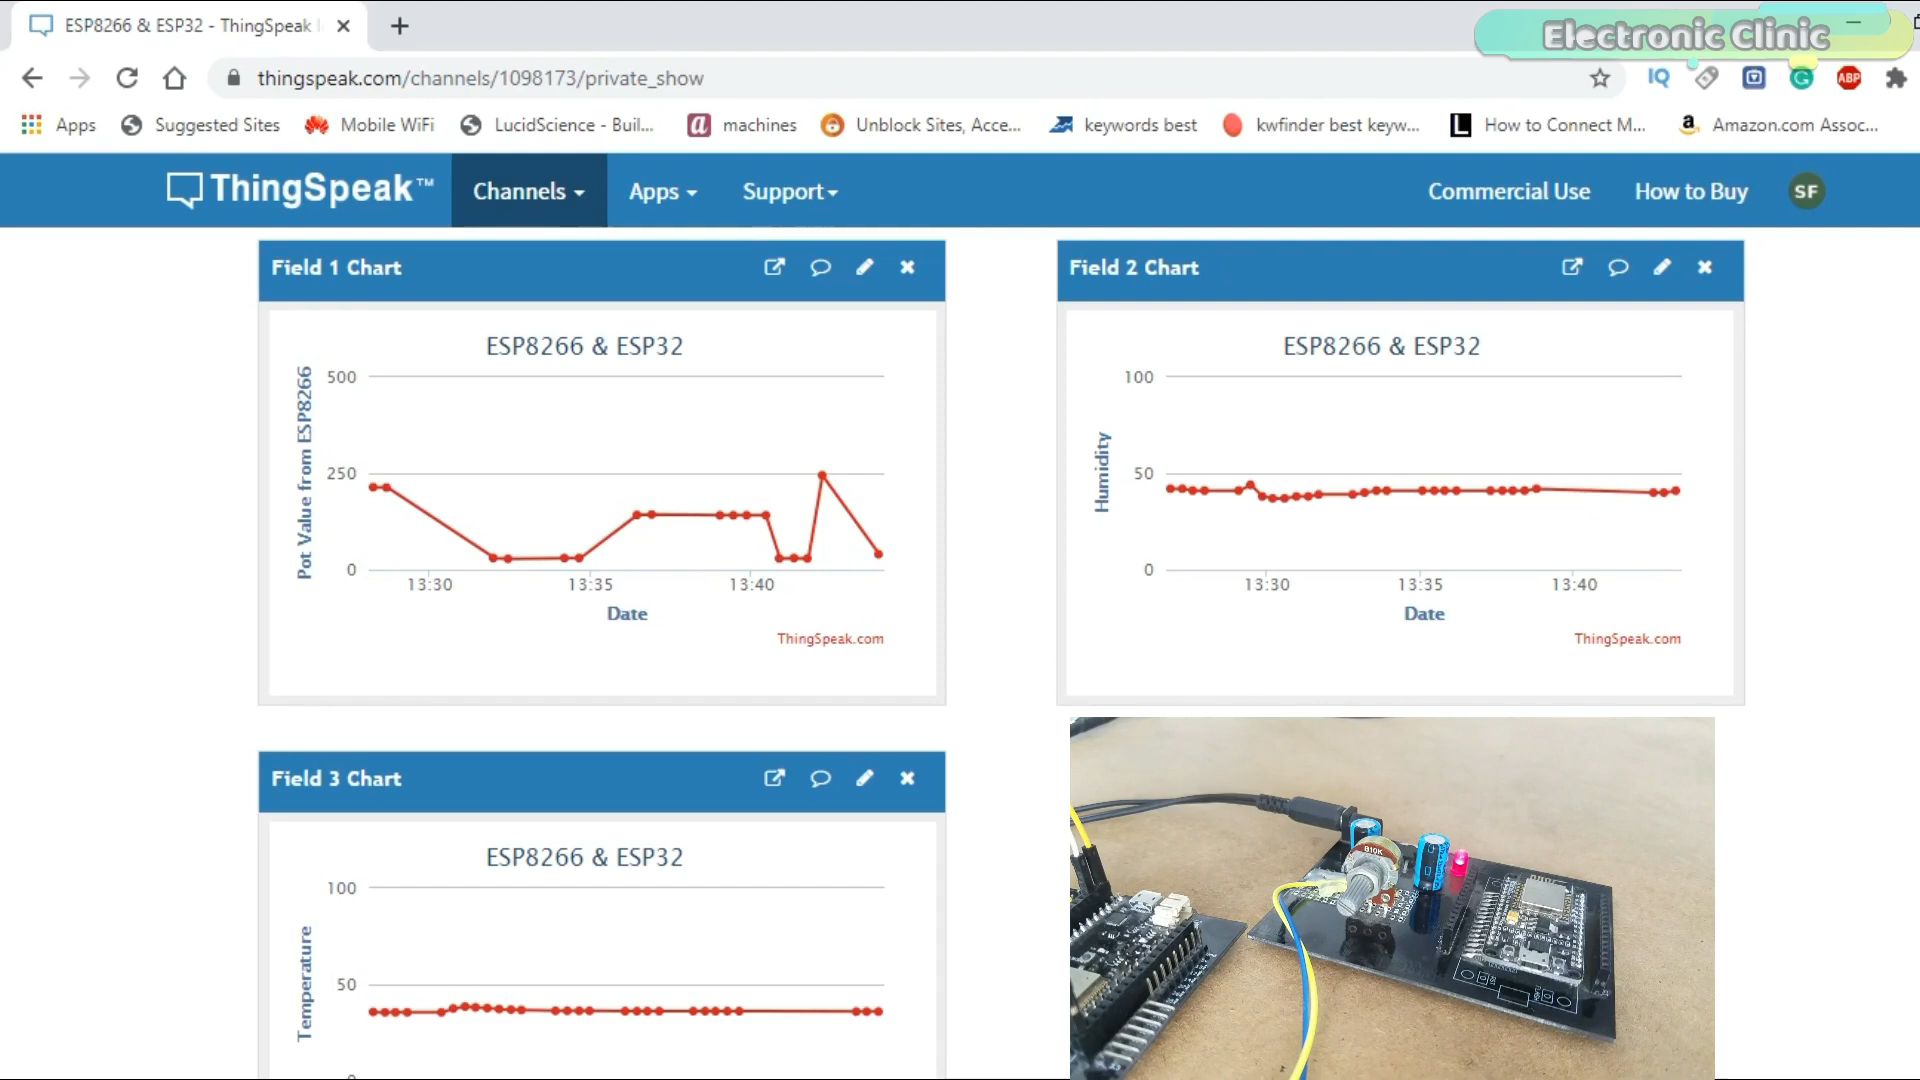 ESP8266 & ESP32 - ThingSpeak I
Electronic Clinic
thingspeak.com/channels/1098173/private_show
IQ
G
ABP
Apps
Suggested Sites
Mobile WiFi
LucidScience - Buil...
a machines
Unblock Sites, Acce...
keywords best
kwfinder best keyw...
L How to Connect M...
a Amazon.com Assoc...
ThingSpeak™
Channels
Apps
Support
Commercial Use
How to Buy
SF
Field 1 Chart
ESP8266 & ESP32
Pot Value from ESP8266
500
250
0
13:30 13:35 13:40
Date
ThingSpeak.com
Field 2 Chart
ESP8266 & ESP32
Humidity
100
50
0
13:30 13:35 13:40
Date
ThingSpeak.com
Field 3 Chart
ESP8266 & ESP32
Temperature
100
50
B10K